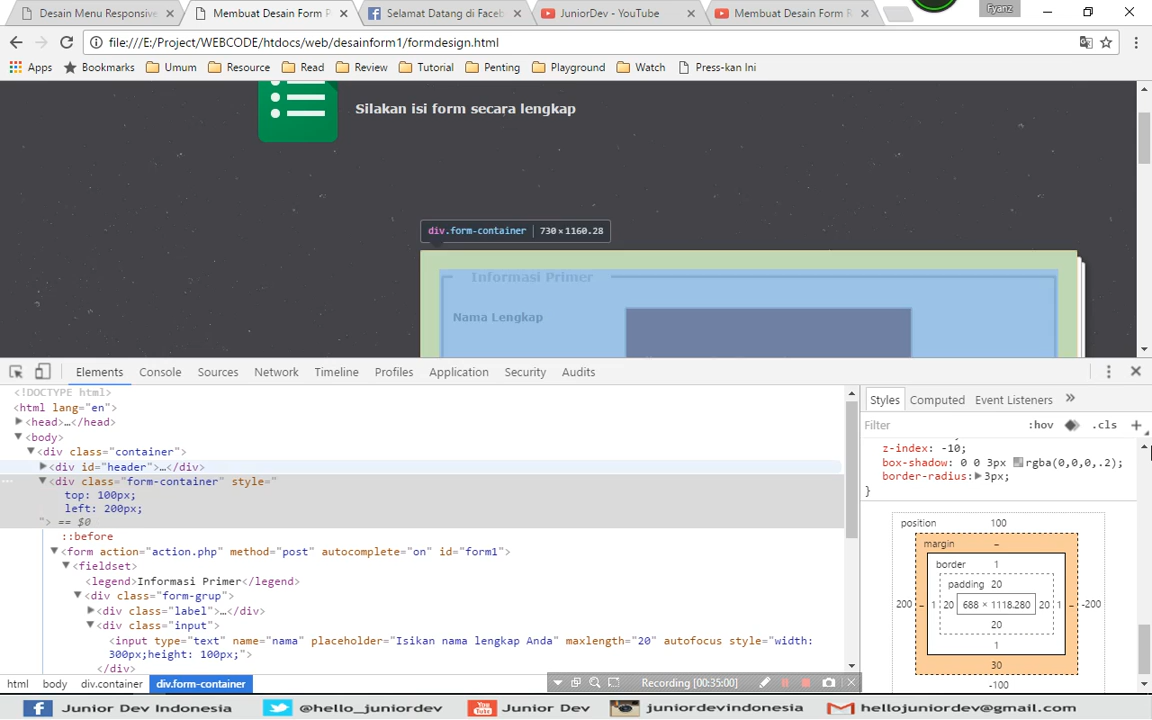 Desain Menu Responsive
Membuat Desain Form P
Selamat Datang di Faceb
JuniorDev - YouTube
Membuat Desain Form R
Fyanz
file:///E:/Project/WEBCODE/htdocs/web/desainform1/formdesign.html
Apps Bookmarks Umum Resource Read Review Tutorial Penting Playground Watch Press-kan Ini
Silakan isi form secara lengkap
div.form-container 730×1160.28
Informasi Primer
Nama Lengkap
Elements Console Sources Network Timeline Profiles Application Security Audits
<!DOCTYPE html>
<html lang="en">
<head>…</head>
<body>
<div class="container">
<div id="header">…</div>
<div class="form-container" style="
top: 100px;
left: 200px;
"> == $0
::before
<form action="action.php" method="post" autocomplete="on" id="form1">
<fieldset>
<legend>Informasi Primer</legend>
<div class="form-grup">
<div class="label">…</div>
<div class="input">
<input type="text" name="nama" placeholder="Isikan nama lengkap Anda" maxlength="20" autofocus style="width:
300px;height: 100px;">
</div>
html body div.container div.form-container
Styles Computed Event Listeners »
Filter :hov .cls +
z-index: -10;
box-shadow: 0 0 3px rgba(0,0,0,.2);
border-radius: 3px;
}
position 100
margin –
border 1
padding 20
200 – 1 20 688 × 1118.280 20 1 – -200
20
1
30
-100
Recording [00:35:00]
Junior Dev Indonesia @hello_juniordev Junior Dev juniordevindonesia hellojuniordev@gmail.com